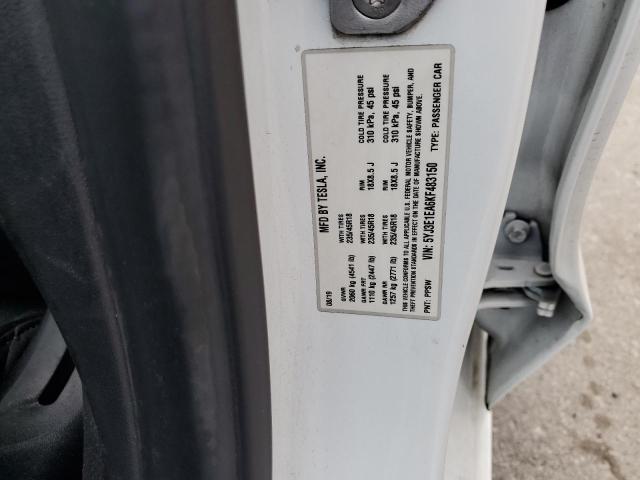 MFD BY TESLA, INC.
08/19
GVWR WITH TIRES RIM COLD TIRE PRESSURE
2060 kg (4541 lb) 235/45R18 18X8.5 J 310 kPa, 45 psi
GAWR FRT WITH TIRES RIM COLD TIRE PRESSURE
1110 kg (2447 lb) 235/45R18 18X8.5 J 310 kPa, 45 psi
GAWR RR
1257 kg (2771 lb)
THIS VEHICLE CONFORMS TO ALL APPLICABLE U.S. FEDERAL MOTOR VEHICLE SAFETY, BUMPER, AND
THEFT PREVENTION STANDARDS IN EFFECT ON THE DATE OF MANUFACTURE SHOWN ABOVE.
VIN: 5YJ3E1EA6KF483150 TYPE: PASSENGER CAR
PNT: PPSW